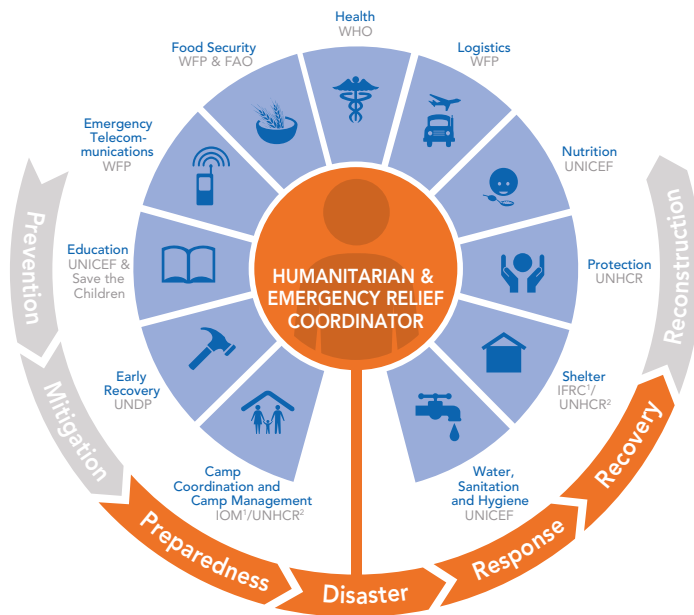 Health
WHO
Food Security
WFP & FAO
Logistics
WFP
Emergency
Telecom-
munications
WFP
Nutrition
UNICEF
Education
UNICEF &
Save the
Children
Protection
UNHCR
Early
Recovery
UNDP
Shelter
IFRC¹/
UNHCR²
Camp
Coordination and
Camp Management
IOM¹/UNHCR²
Water,
Sanitation
and Hygiene
UNICEF
HUMANITARIAN &
EMERGENCY RELIEF
COORDINATOR
Prevention
Mitigation
Preparedness
Disaster
Response
Recovery
Reconstruction